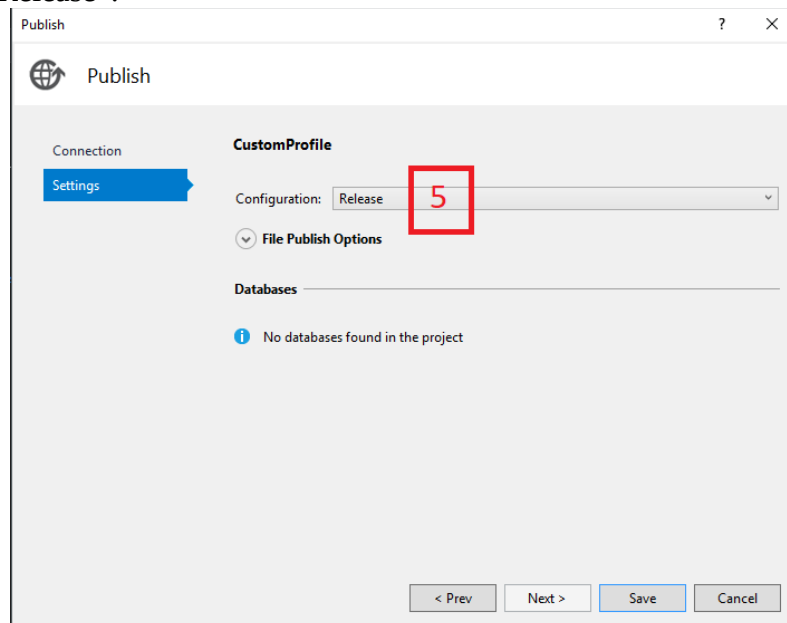 Release".
Publish
?
Publish
Connection
CustomProfile
Settings
Configuration: Release
5
File Publish Options
Databases
No databases found in the project
< Prev
Next >
Save
Cancel